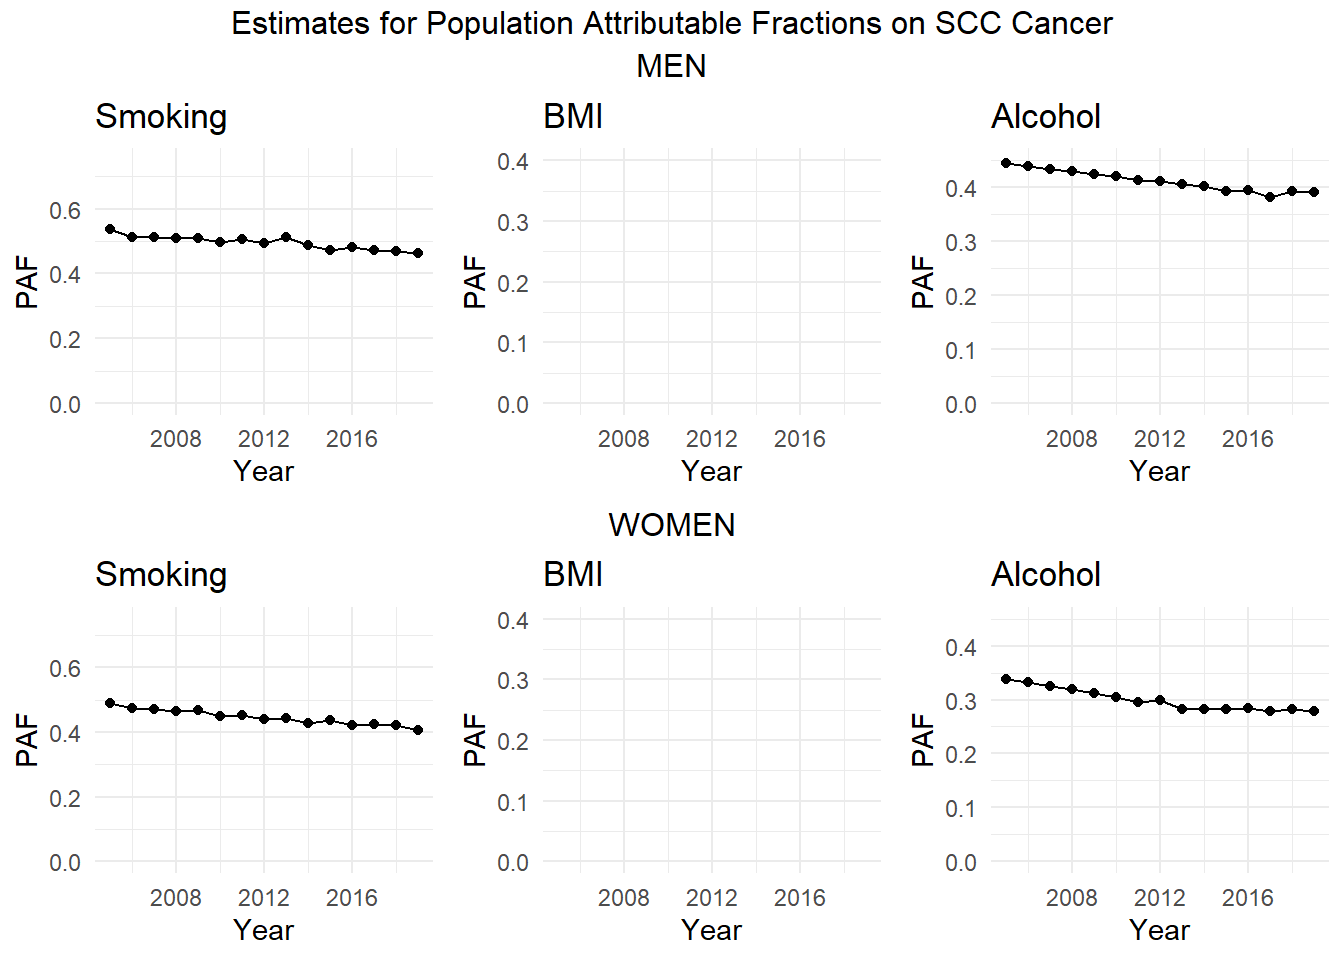 Estimates for Population Attributable Fractions on SCC Cancer
MEN
Smoking
PAF
0.6
0.4
0.2
0.0
2008 2012 2016
Year
BMI
PAF
0.4
0.3
0.2
0.1
0.0
2008 2012 2016
Year
Alcohol
PAF
0.4
0.3
0.2
0.1
0.0
2008 2012 2016
Year
WOMEN
Smoking
PAF
0.6
0.4
0.2
0.0
2008 2012 2016
Year
BMI
PAF
0.4
0.3
0.2
0.1
0.0
2008 2012 2016
Year
Alcohol
PAF
0.4
0.3
0.2
0.1
0.0
2008 2012 2016
Year